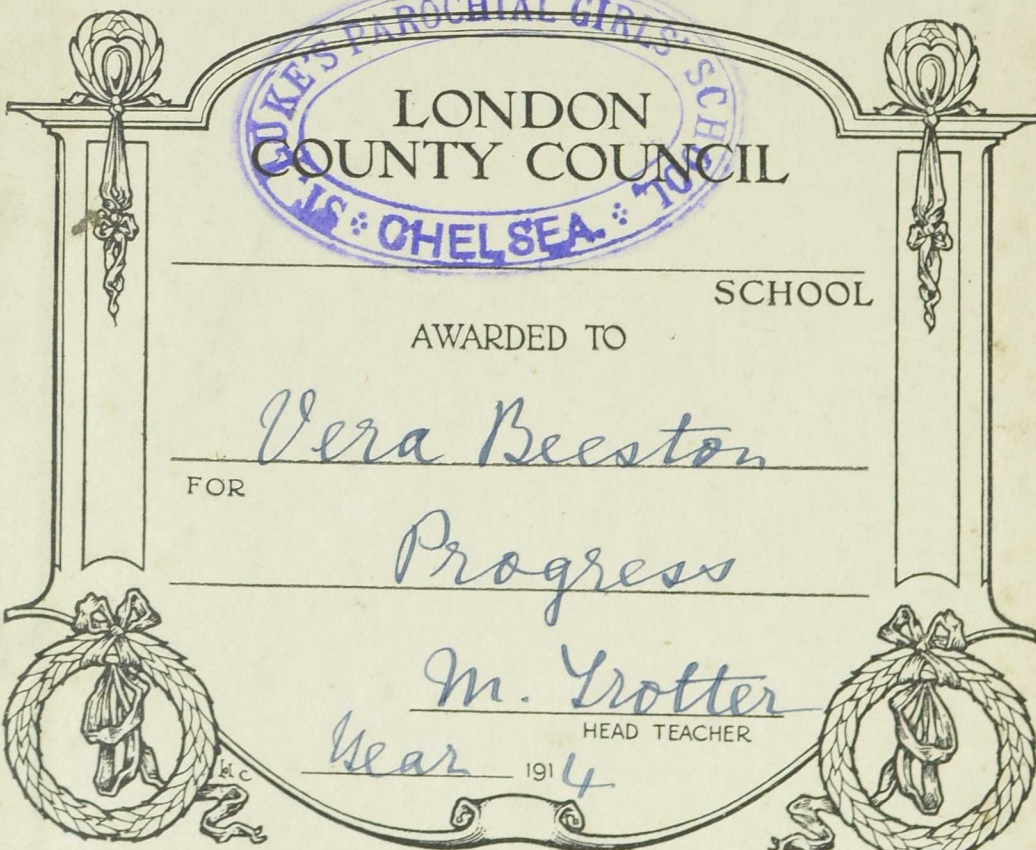 ST. LUKE'S PAROCHIAL GIRLS' SCHOOL
CHELSEA.
LONDON
COUNTY COUNCIL
SCHOOL
AWARDED TO
Vera Beeston
FOR
Progress
M. Trotter
HEAD TEACHER
Year 1914